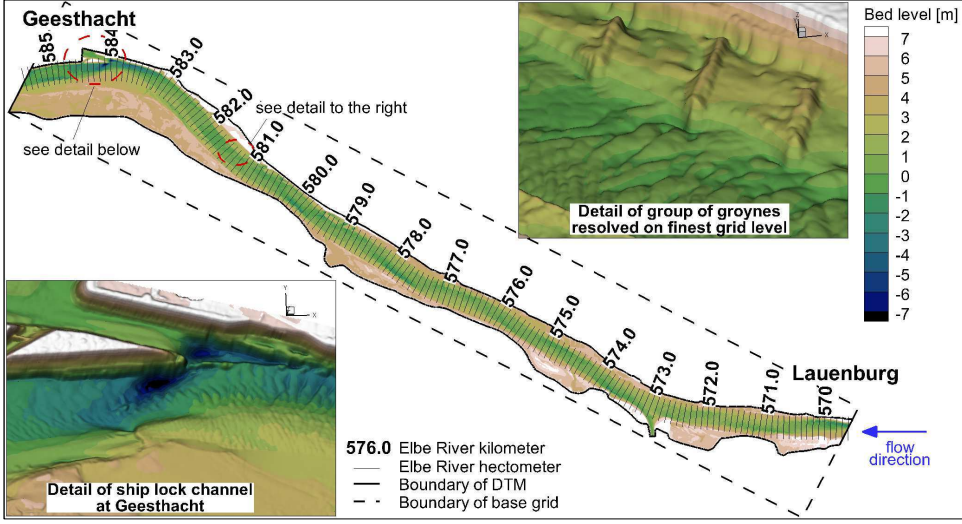 Geesthacht
585.
584
583.0
582.0
see detail to the right
581.0
see detail below
580.0
579.0
578.0
577.0
576.0
575.0
574.0
573.0
572.0
571.0
570
Lauenburg
flow
direction
Z
Y
X
Detail of group of groynes
resolved on finest grid level
Bed level [m]
7
6
5
4
3
2
1
0
-1
-2
-3
-4
-5
-6
-7
Y
Z
X
Detail of ship lock channel
at Geesthacht
576.0 Elbe River kilometer
Elbe River hectometer
Boundary of DTM
Boundary of base grid